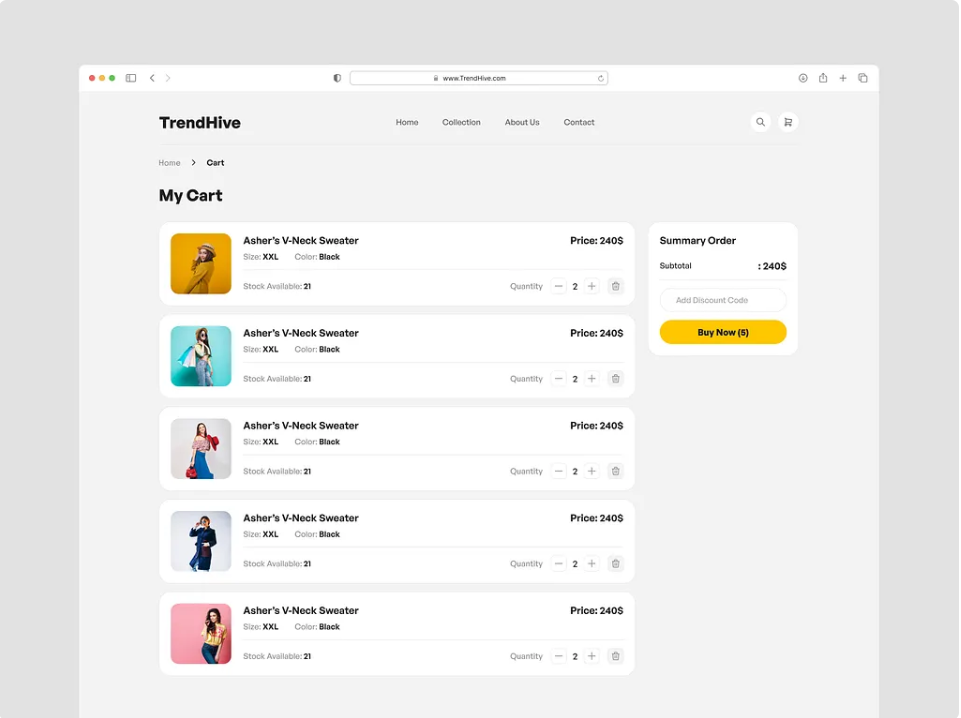 www.TrendHive.com
TrendHive
Home Collection About Us Contact
Home Cart
My Cart
Asher's V-Neck Sweater Price: 240$
Size: XXL Color: Black
Stock Available: 21 Quantity 2
Asher's V-Neck Sweater Price: 240$
Size: XXL Color: Black
Stock Available: 21 Quantity 2
Asher's V-Neck Sweater Price: 240$
Size: XXL Color: Black
Stock Available: 21 Quantity 2
Asher's V-Neck Sweater Price: 240$
Size: XXL Color: Black
Stock Available: 21 Quantity 2
Asher's V-Neck Sweater Price: 240$
Size: XXL Color: Black
Stock Available: 21 Quantity 2
Summary Order
Subtotal : 240$
Add Discount Code
Buy Now (5)